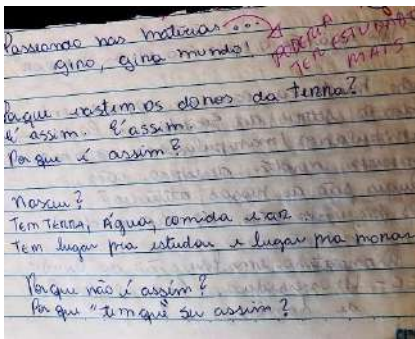 Passeando nas matérias...
gira, gira mundo!
PODERIA
TER ESTUDADO
MAIS
Porque existem os donos da terra?
É assim. É assim.
Por que é assim?
Nasceu?
TEM TERRA, Água, comida e ar...
Tem lugar pra estudar e lugar pra morar
Por que não é assim?
Por que "tem que" ser assim?